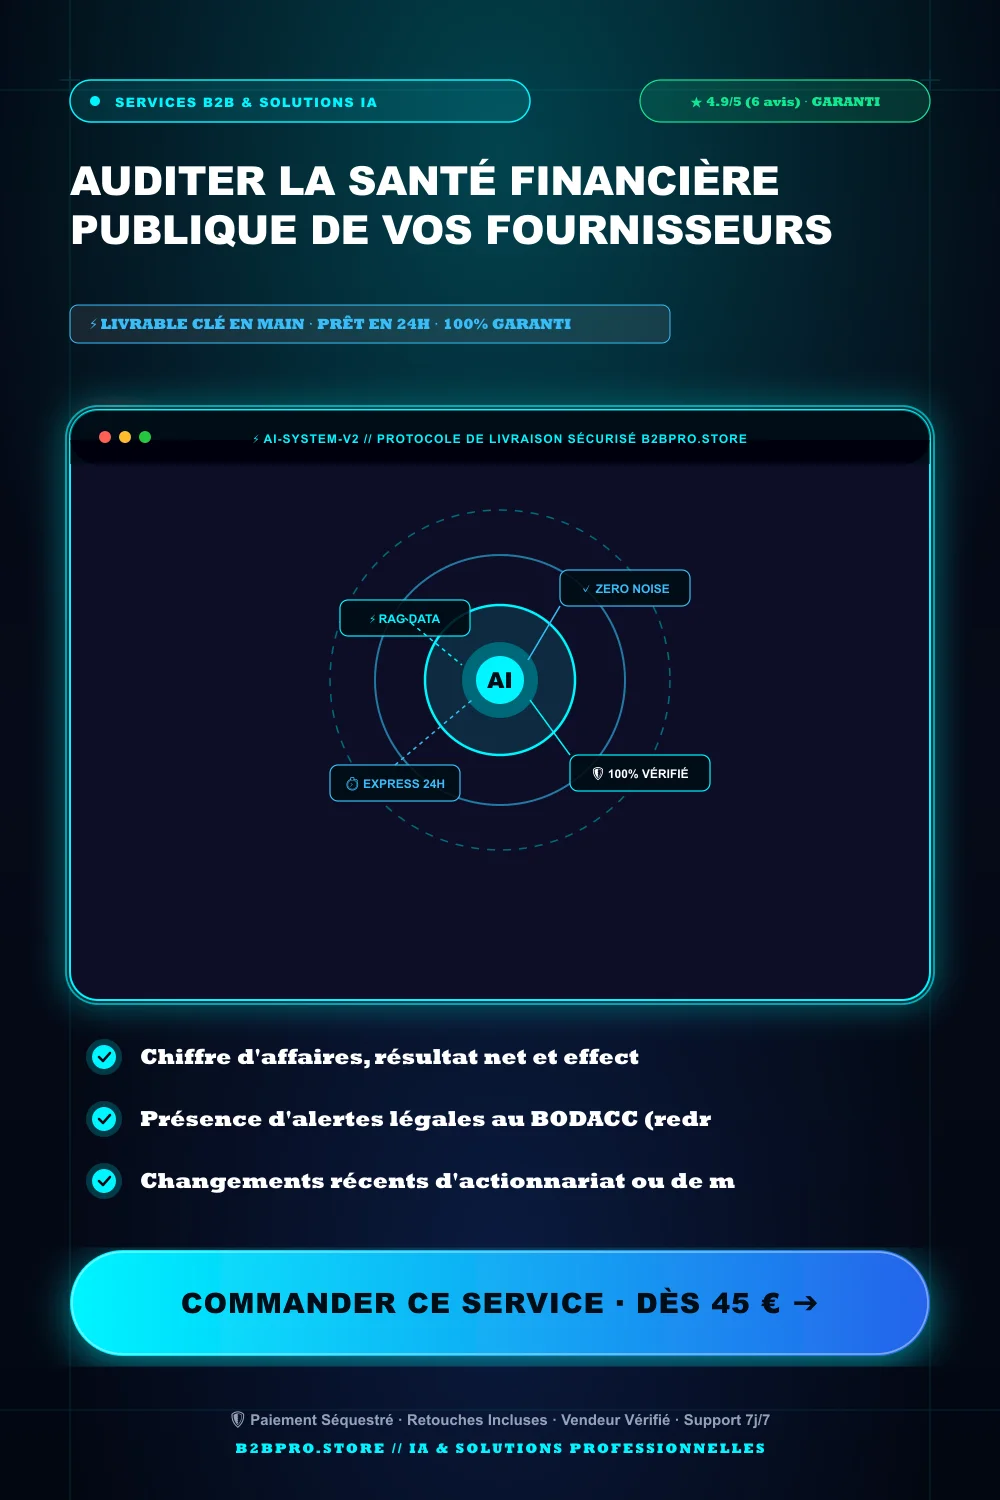 SERVICES B2B & SOLUTIONS IA
★ 4.9/5 (6 avis) · GARANTI
AUDITER LA SANTÉ FINANCIÈRE
PUBLIQUE DE VOS FOURNISSEURS
⚡ LIVRABLE CLÉ EN MAIN · PRÊT EN 24H · 100% GARANTI
⚡ AI-SYSTEM-V2 // PROTOCOLE DE LIVRAISON SÉCURISÉ B2BPRO.STORE
✓ ZERO NOISE
⚡ RAG DATA
AI
⏱ EXPRESS 24H
🛡 100% VÉRIFIÉ
Chiffre d'affaires, résultat net et effect
Présence d'alertes légales au BODACC (redr
Changements récents d'actionnariat ou de m
COMMANDER CE SERVICE · DÈS 45 € →
🛡 Paiement Séquestré · Retouches Incluses · Vendeur Vérifié · Support 7j/7
B2BPRO.STORE // IA & SOLUTIONS PROFESSIONNELLES